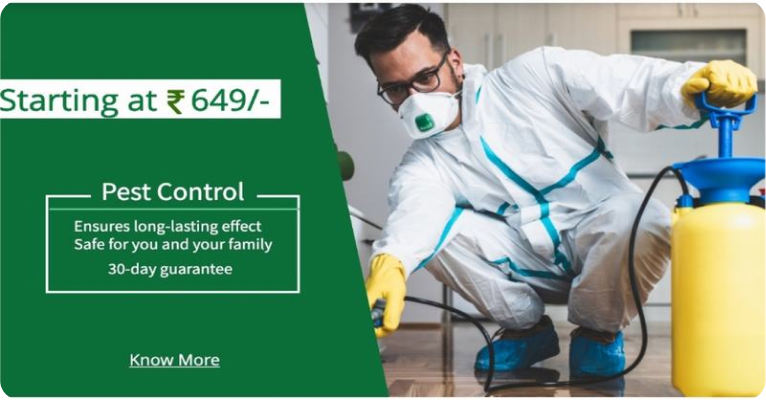 Starting at ₹ 649/-
Pest Control
Ensures long-lasting effect
Safe for you and your family
30-day guarantee
Know More